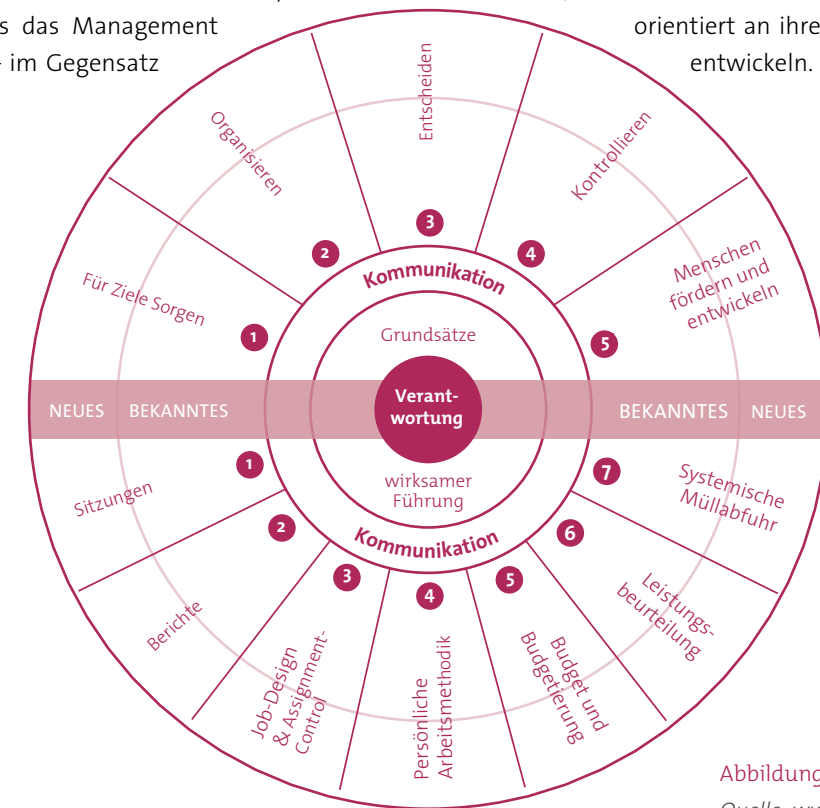 s das Management
im Gegensatz
orientiert an ihre
entwickeln.
Organisieren
Entscheiden
Kontrollieren
Für Ziele Sorgen
Menschen
fördern und
entwickeln
1
2
3
4
5
Kommunikation
Grundsätze
Verant-
wortung
NEUES BEKANNTES
BEKANNTES NEUES
wirksamer
Führung
Kommunikation
1
2
3
4
5
6
7
Sitzungen
Berichte
Job-Design
& Assignment-
Control
Persönliche
Arbeitsmethodik
Budget und
Budgetierung
Leistungs-
beurteilung
Systemische
Müllabfuhr
Abbildung